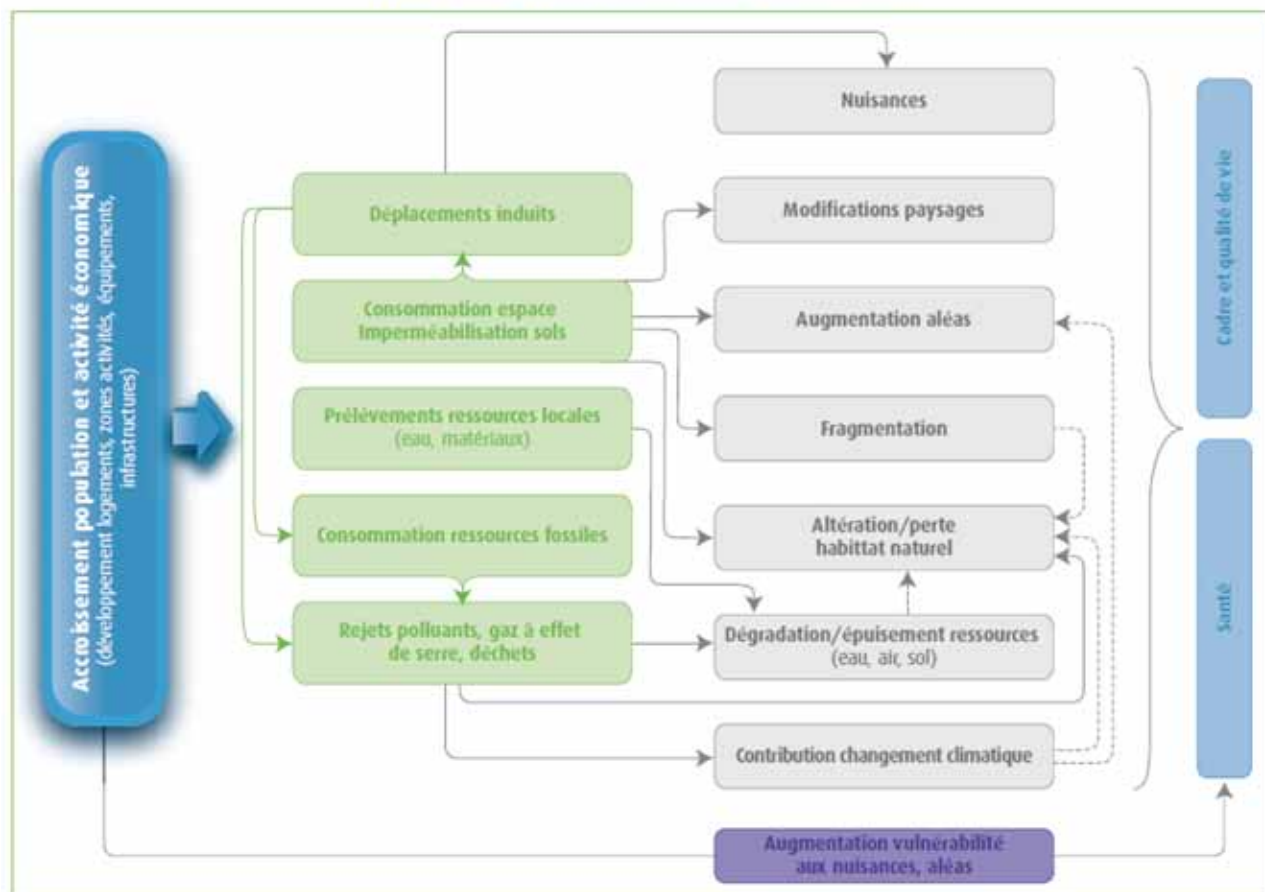 Accroissement population et activité économique
(développement logements, zones activités, équipements,
infrastructures)
Déplacements induits
Consommation espace
Imperméabilisation sols
Prélèvements ressources locales
(eau, matériaux)
Consommation ressources fossiles
Rejets polluants, gaz à effet
de serre, déchets
Nuisances
Modifications paysages
Augmentation aléas
Fragmentation
Altération/perte
habittat naturel
Dégradation/épuisement ressources
(eau, air, sol)
Contribution changement climatique
Augmentation vulnérabilité
aux nuisances, aléas
Cadre et qualité de vie
Santé